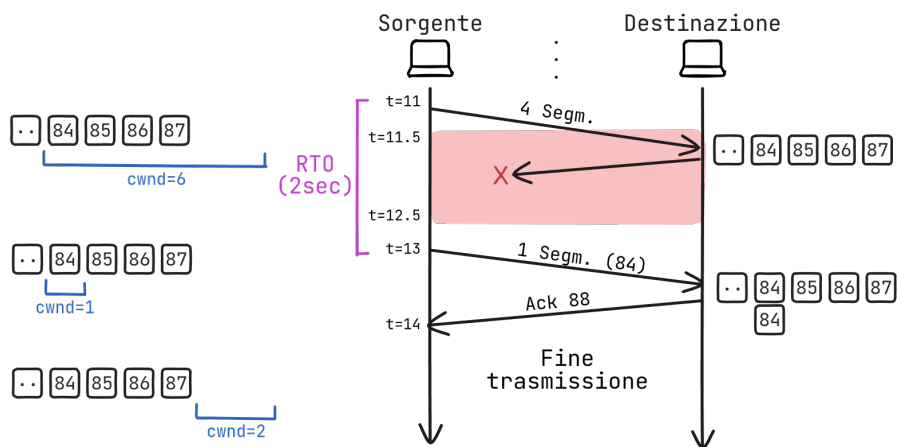 Sorgente
Destinazione
t=11
4 Segm.
.. 84 85 86 87
t=11.5
.. 84 85 86 87
cwnd=6
RTO
(2sec)
X
t=12.5
t=13
1 Segm. (84)
.. 84 85 86 87
cwnd=1
.. 84 85 86 87
84
Ack 88
t=14
Fine
trasmissione
.. 84 85 86 87
cwnd=2